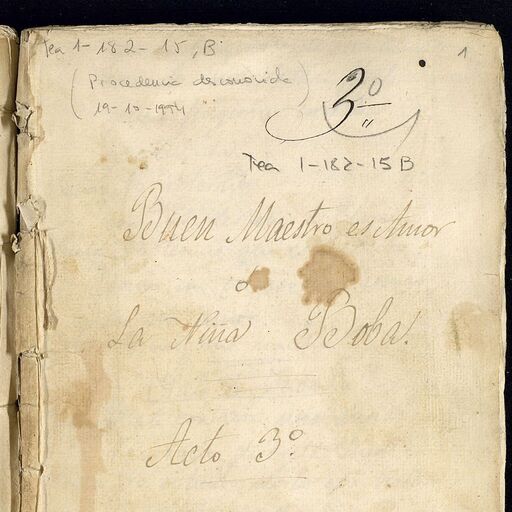 Tea 1-182-15, B
1
(Procedencia desconocida
19-10-1994)
3º
"
Tea 1-182-15 B
Buen Maestro es Amor
o
La Niña Boba.
Acto 3º